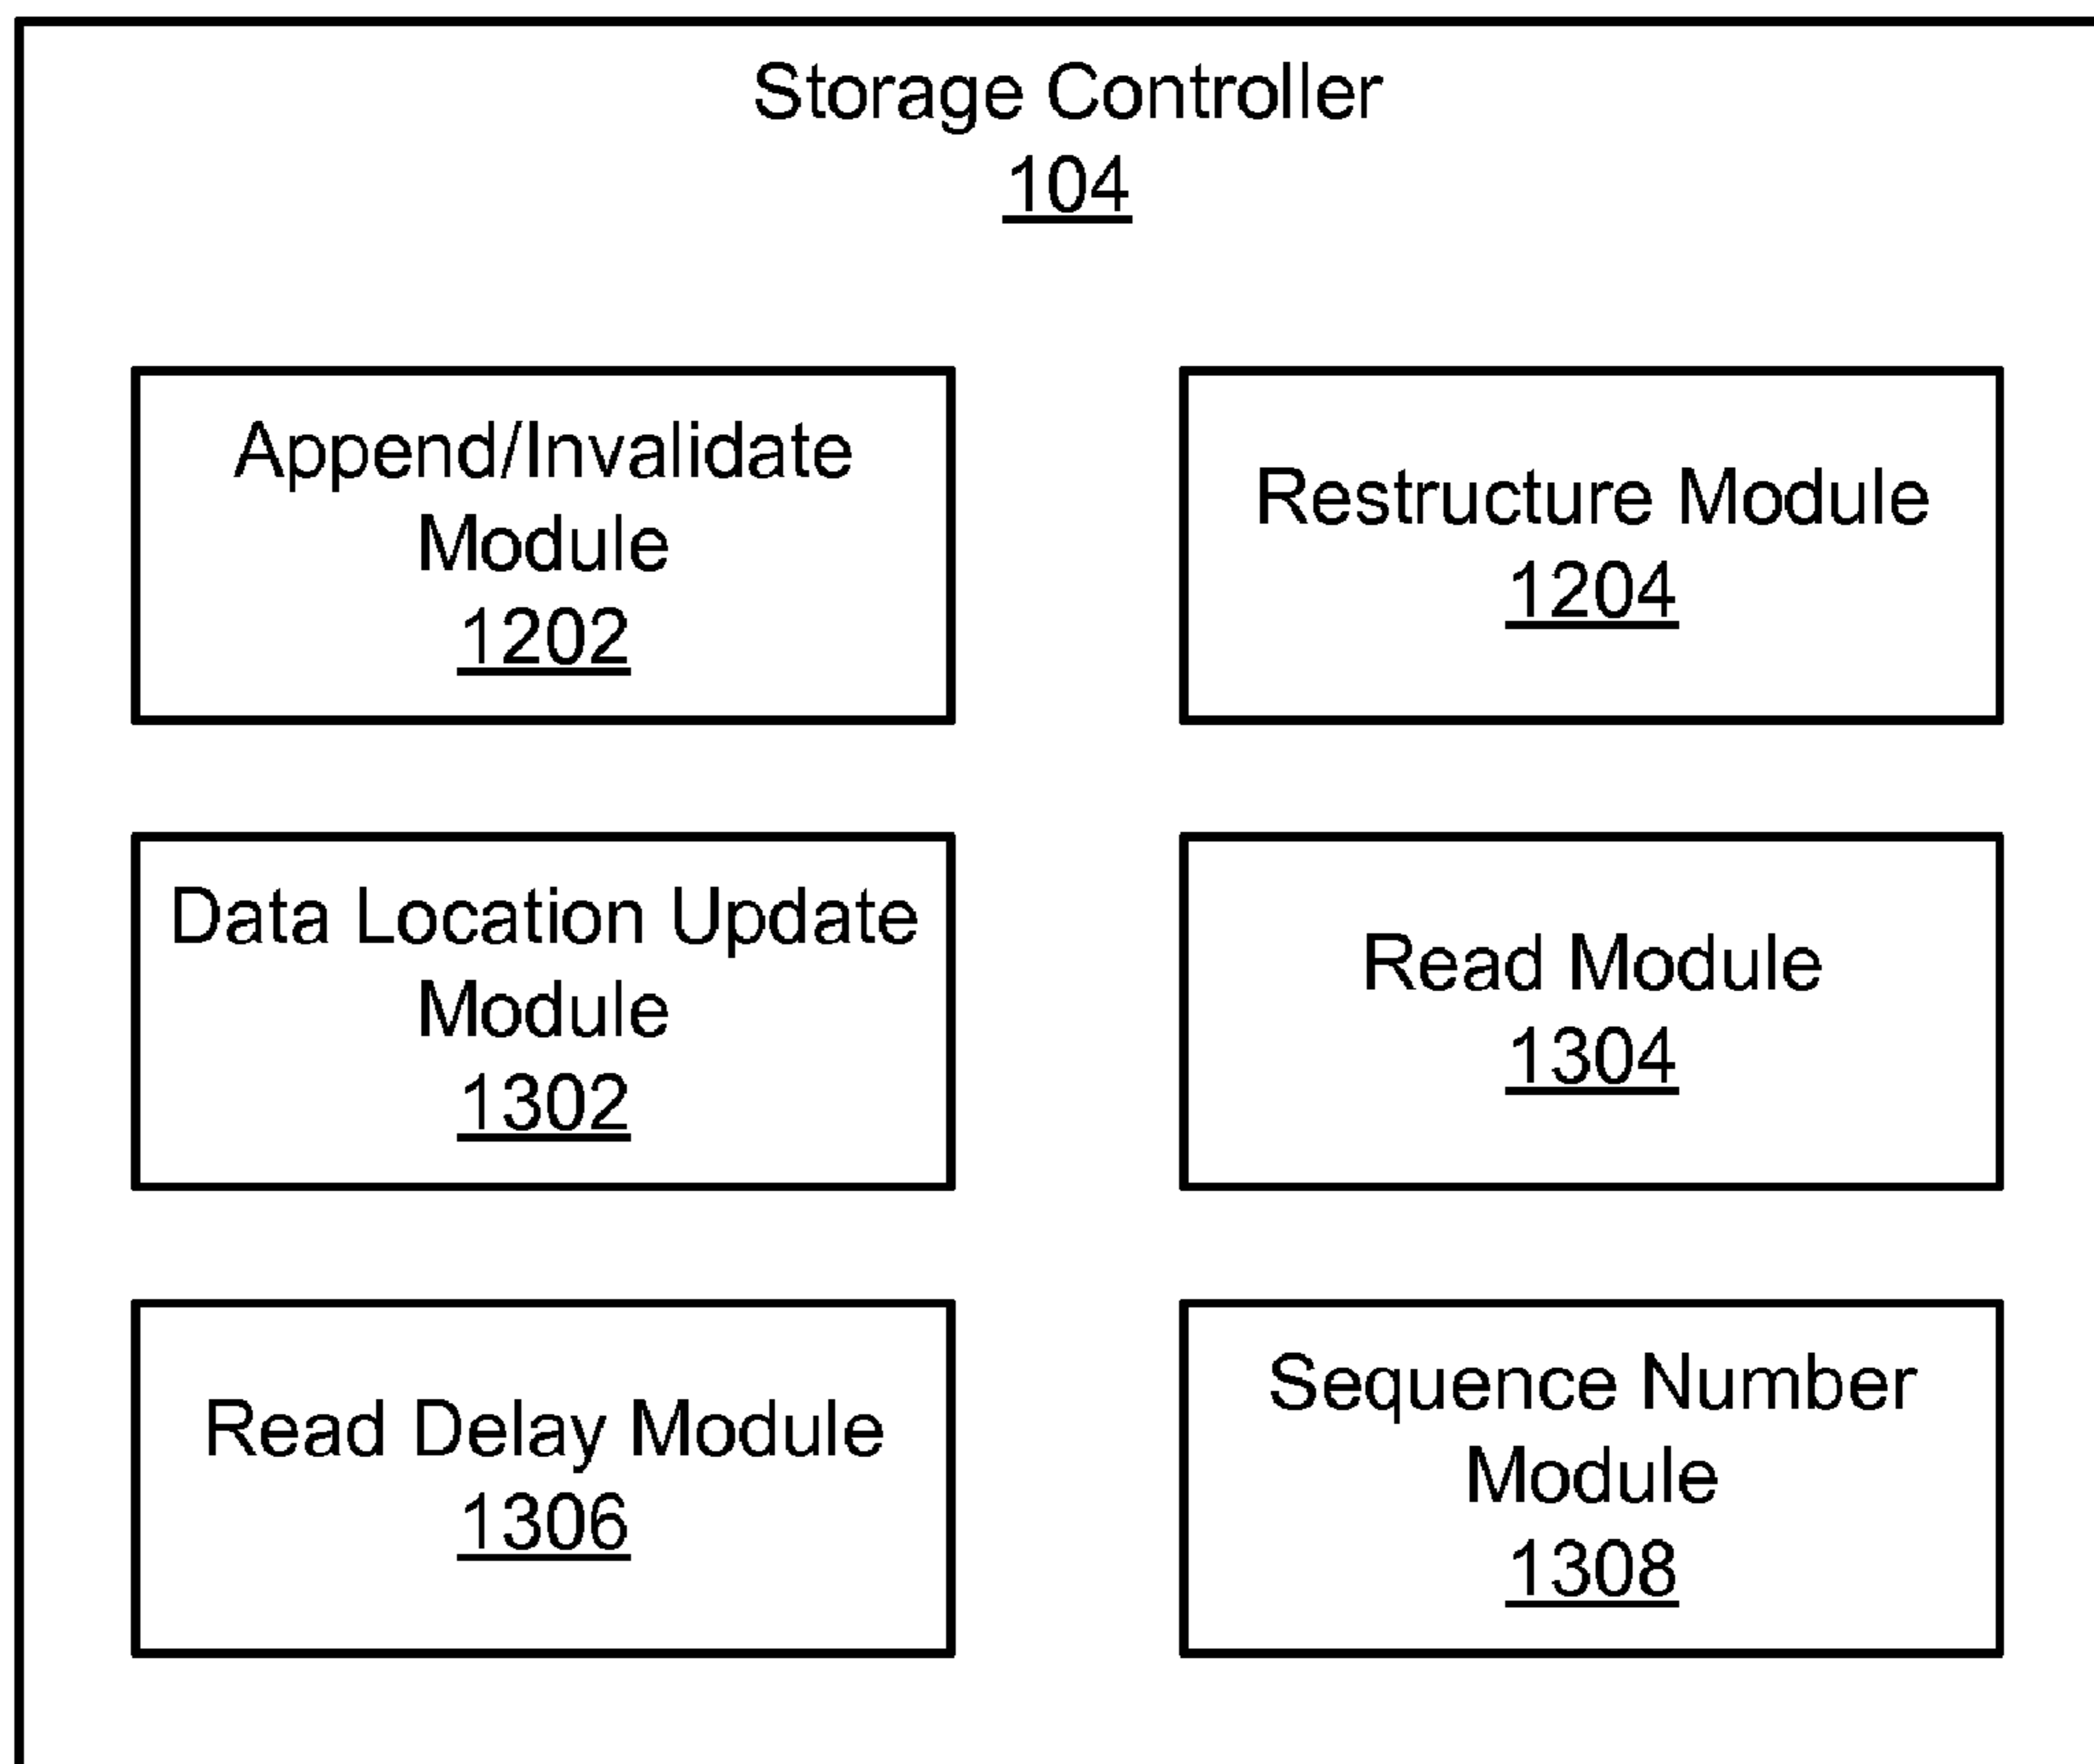 Storage Controller
104
Append/Invalidate
Module
1202
Restructure Module
1204
Data Location Update
Module
1302
Read Module
1304
Read Delay Module
1306
Sequence Number
Module
1308